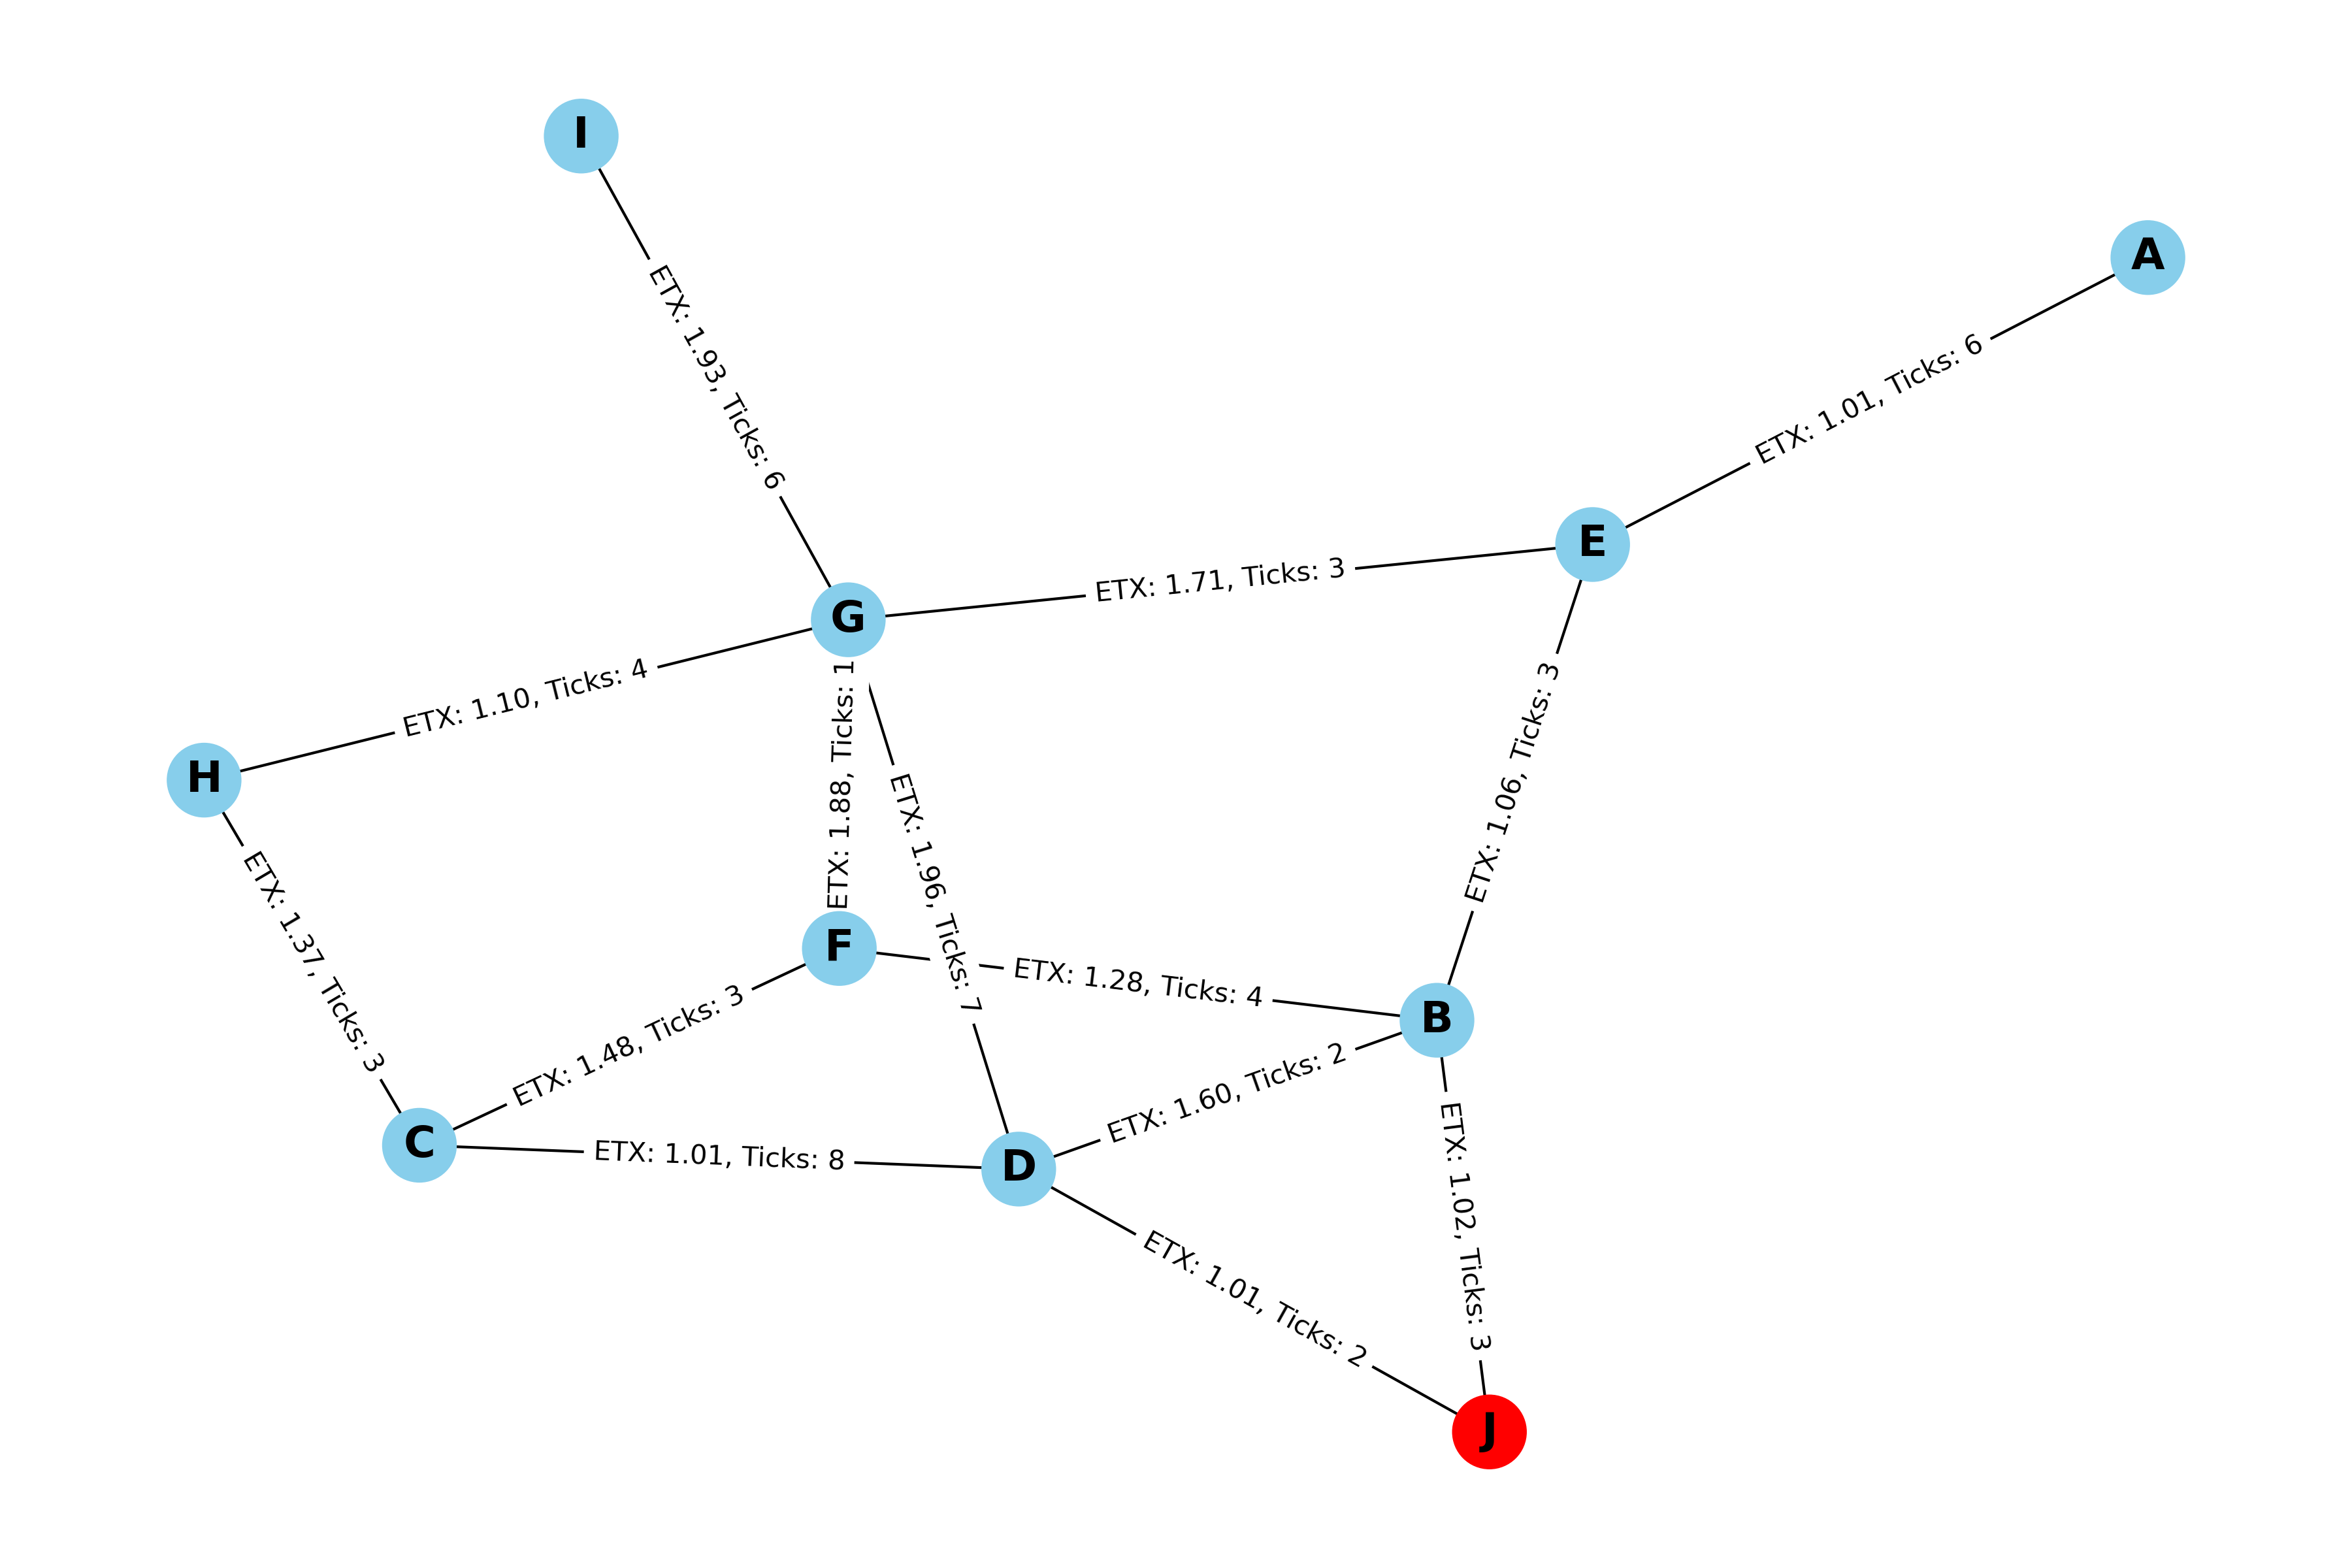 I
A
ETX: 1.93, Ticks: 6
ETX: 1.01, Ticks: 6
E
ETX: 1.71, Ticks: 3
G
ETX: 1.10, Ticks: 4
H
ETX: 1.88, Ticks: 1
ETX: 1.06, Ticks: 3
ETX: 1.96, Ticks: 7
F
ETX: 1.37, Ticks: 3
ETX: 1.28, Ticks: 4
B
ETX: 1.48, Ticks: 3
ETX: 1.60, Ticks: 2
C
ETX: 1.01, Ticks: 8
D
ETX: 1.02, Ticks: 3
ETX: 1.01, Ticks: 2
J